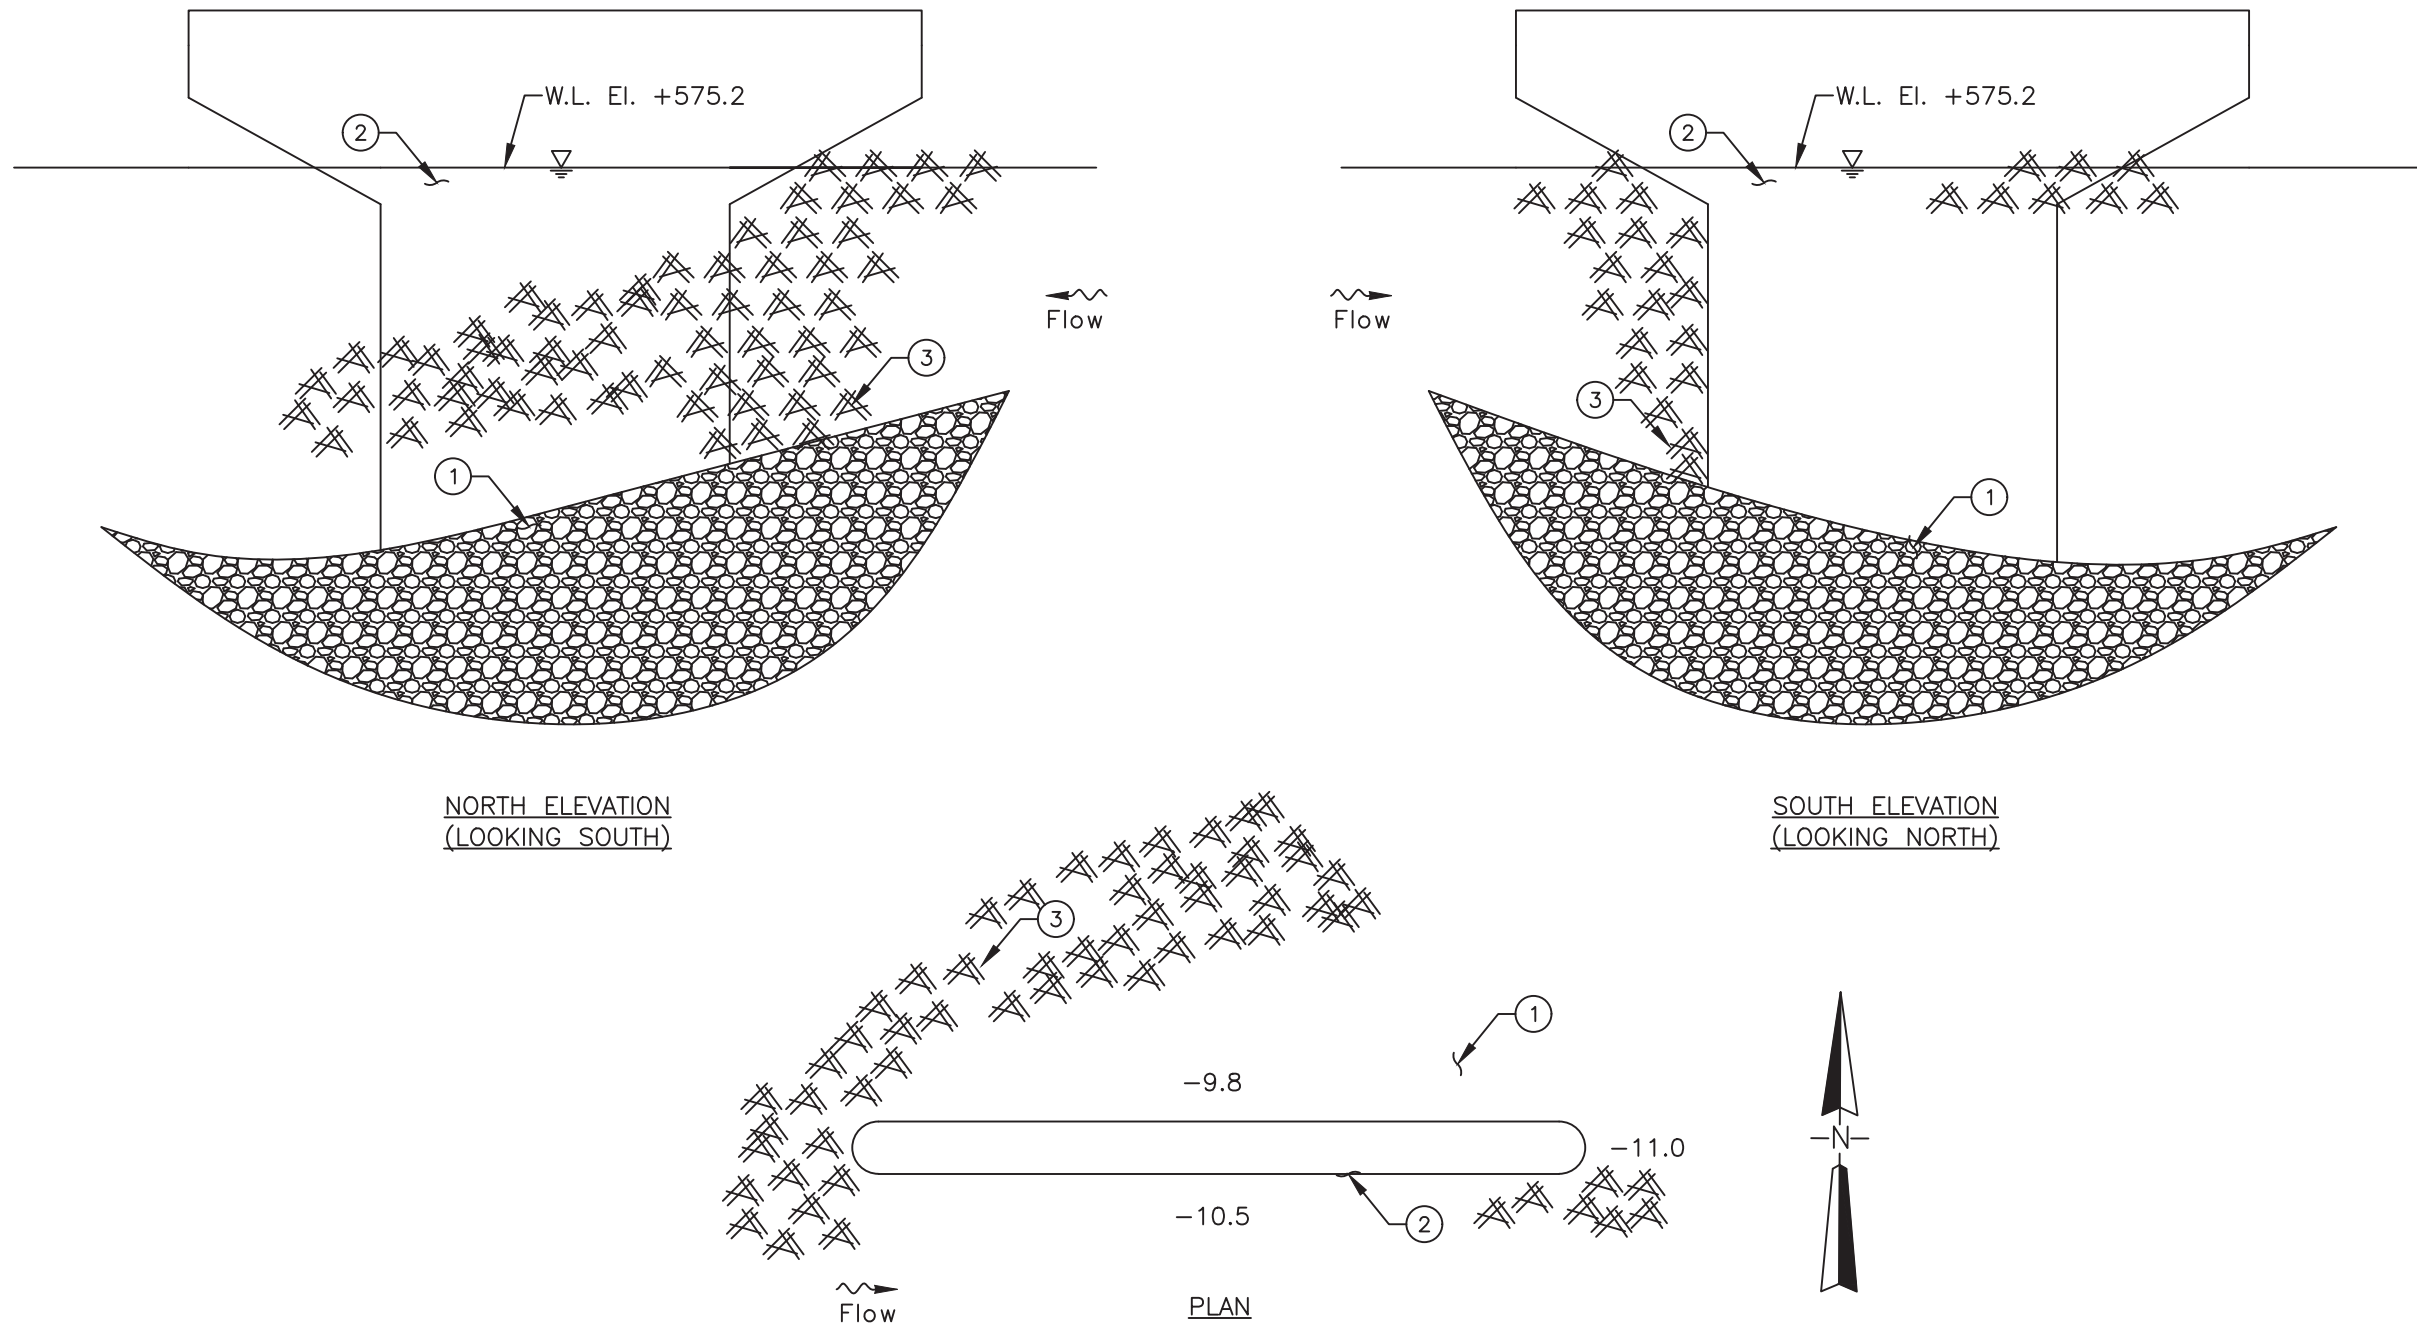 W.L. El. +575.2
2
Flow
3
1
NORTH ELEVATION
(LOOKING SOUTH)
W.L. El. +575.2
2
Flow
3
1
SOUTH ELEVATION
(LOOKING NORTH)
3
1
-9.8
-11.0
-10.5
2
Flow
PLAN
N